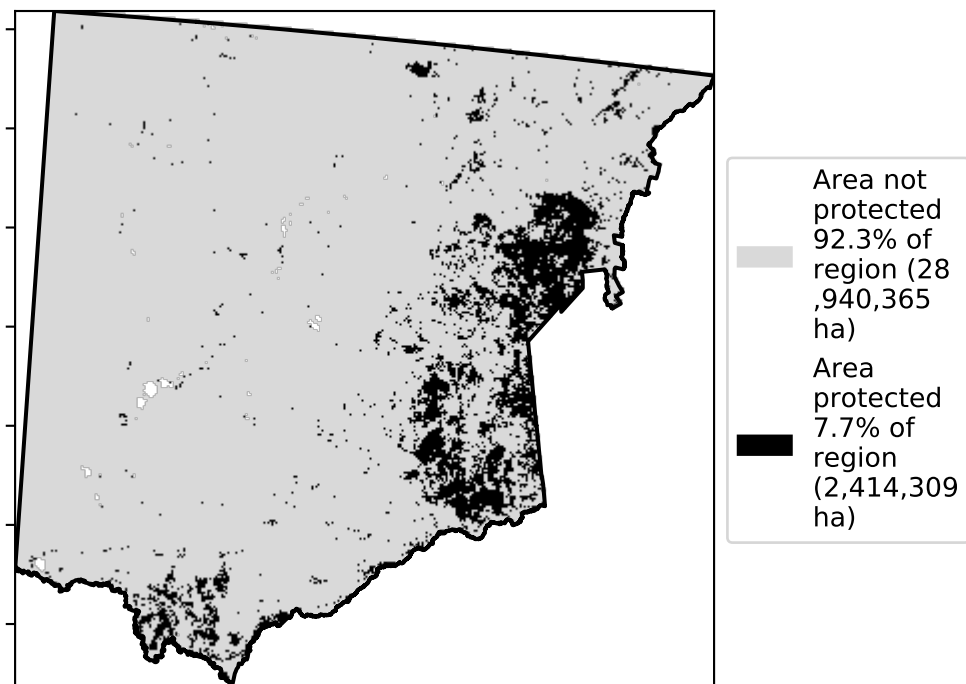 Area not
protected
92.3% of
region (28
,940,365
ha)
Area
protected
7.7% of
region
(2,414,309
ha)